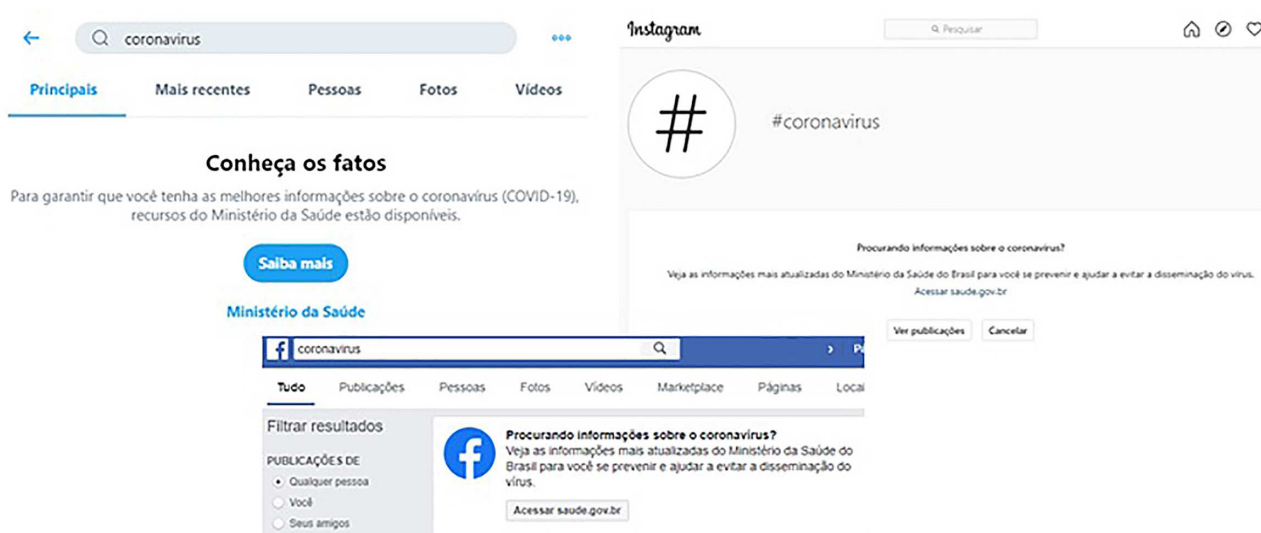 coronavirus
Principais Mais recentes Pessoas Fotos Vídeos
Conheça os fatos
Para garantir que você tenha as melhores informações sobre o coronavírus (COVID-19),
recursos do Ministério da Saúde estão disponíveis.
Saiba mais
Ministério da Saúde
Instagram
Pesquisar
#
#coronavirus
Procurando informações sobre o coronavírus?
Veja as informações mais atualizadas do Ministério da Saúde do Brasil para você se prevenir e ajudar a evitar a disseminação do vírus.
Acessar saude.gov.br
Ver publicações Cancelar
f coronavirus
Tudo Publicações Pessoas Fotos Vídeos Marketplace Páginas Locai
Filtrar resultados
PUBLICAÇÕES DE
Qualquer pessoa
Você
Seus amigos
f
Procurando informações sobre o coronavírus?
Veja as informações mais atualizadas do Ministério da Saúde do
Brasil para você se prevenir e ajudar a evitar a disseminação do
vírus.
Acessar saude.gov.br